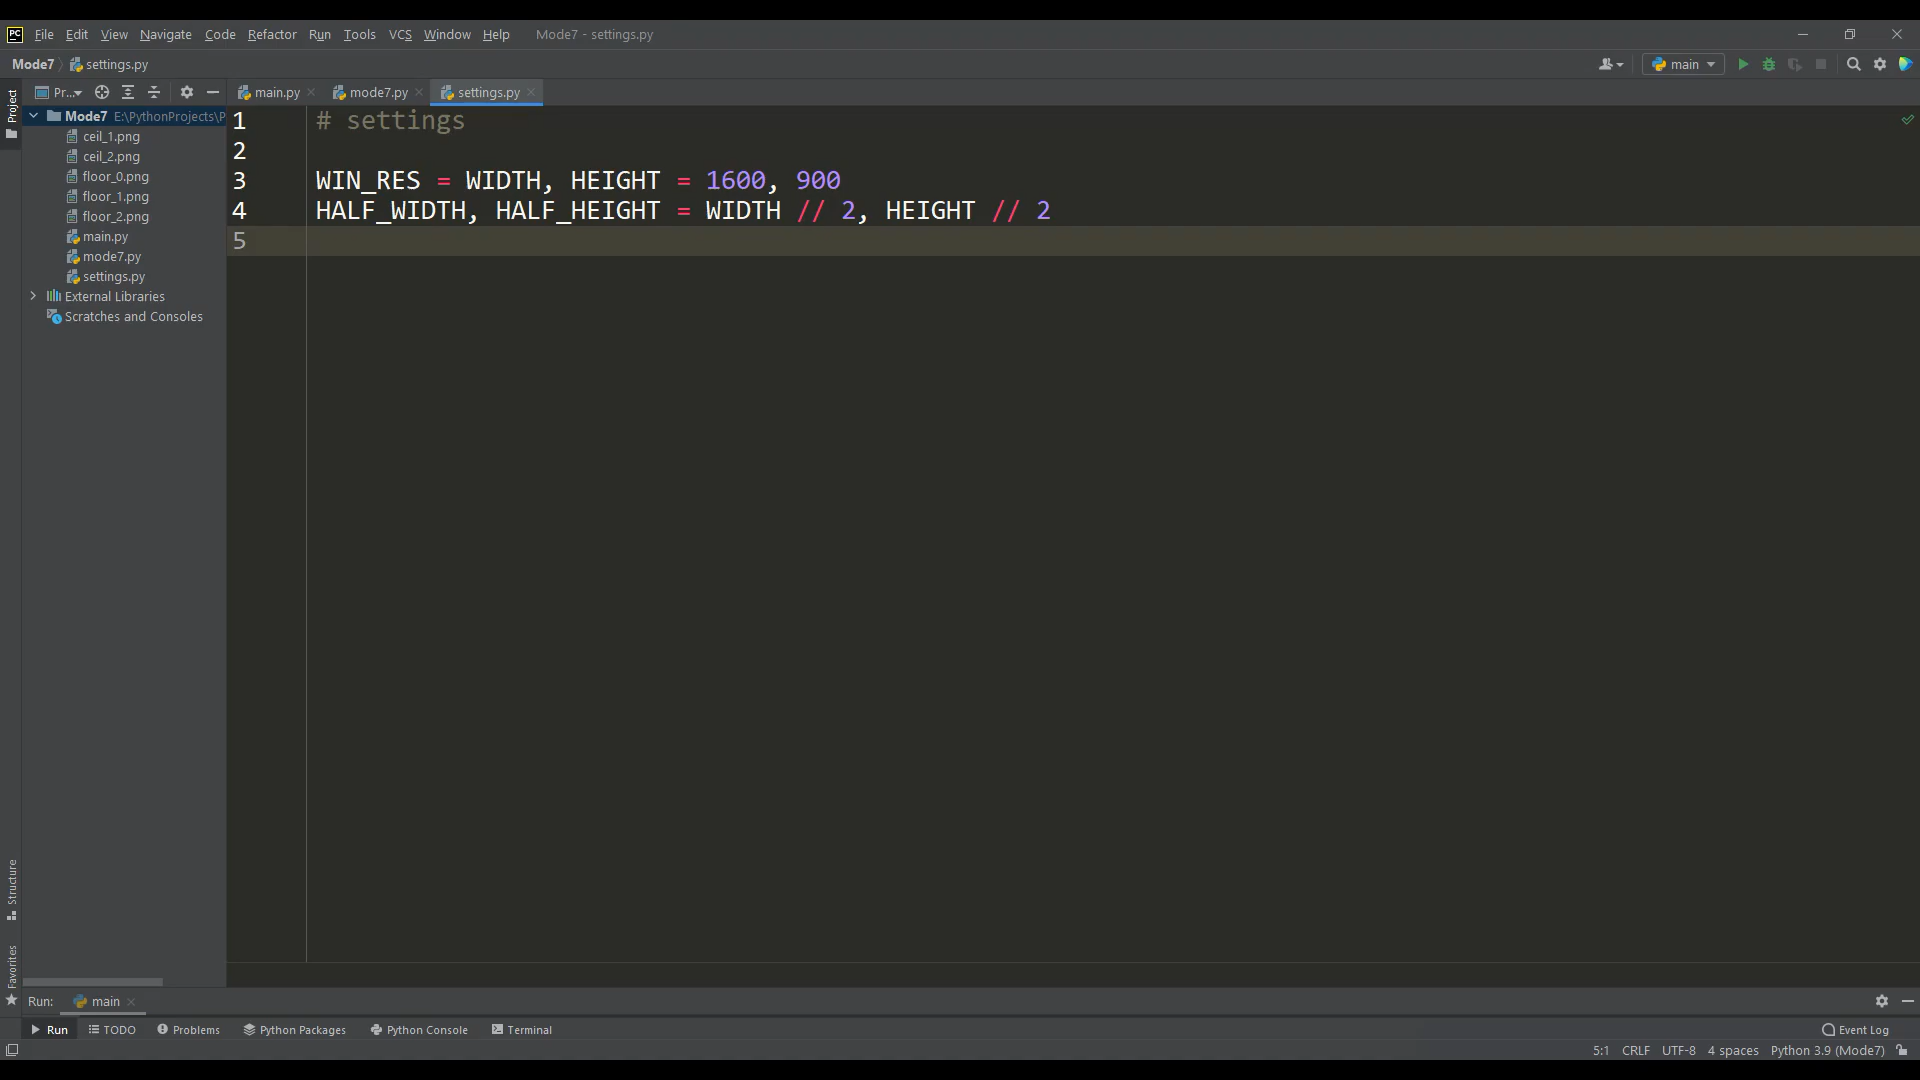 PC File Edit View Navigate Code Refactor Run Tools VCS Window Help Mode7 - settings.py
Mode7 settings.py main
Project Pr... main.py mode7.py settings.py
Mode7 E:\PythonProjects\P
ceil_1.png
ceil_2.png
floor_0.png
floor_1.png
floor_2.png
main.py
mode7.py
settings.py
External Libraries
Scratches and Consoles
1 # settings
2
3 WIN_RES = WIDTH, HEIGHT = 1600, 900
4 HALF_WIDTH, HALF_HEIGHT = WIDTH // 2, HEIGHT // 2
5
Structure
Favorites
Run: main
Run TODO Problems Python Packages Python Console Terminal Event Log
5:1 CRLF UTF-8 4 spaces Python 3.9 (Mode7)